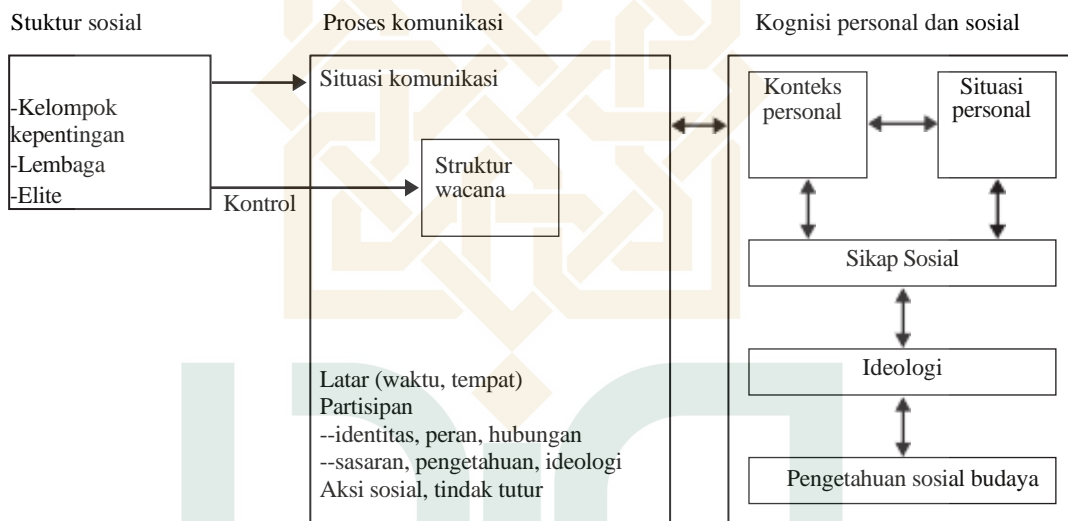 Stuktur sosial
-Kelompok
kepentingan
-Lembaga
-Elite
Kontrol
Proses komunikasi
Situasi komunikasi
Struktur
wacana
Latar (waktu, tempat)
Partisipan
--identitas, peran, hubungan
--sasaran, pengetahuan, ideologi
Aksi sosial, tindak tutur
Kognisi personal dan sosial
Konteks
personal
Situasi
personal
Sikap Sosial
Ideologi
Pengetahuan sosial budaya